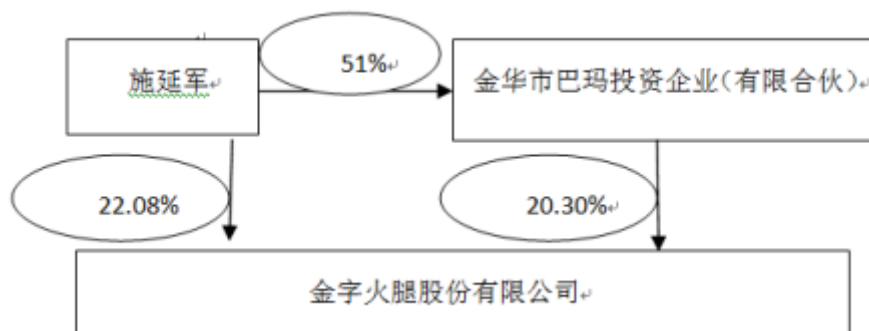 施延军
51%
金华市巴玛投资企业（有限合伙）
22.08%
20.30%
金字火腿股份有限公司